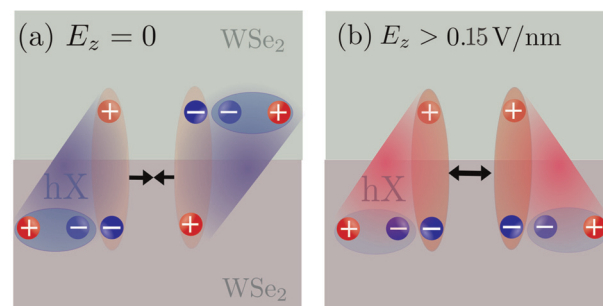 (a) E_z = 0
WSe₂
+ − − +
hX
+ − − +
WSe₂
(b) E_z > 0.15 V/nm
+ +
hX
+ − − − − +